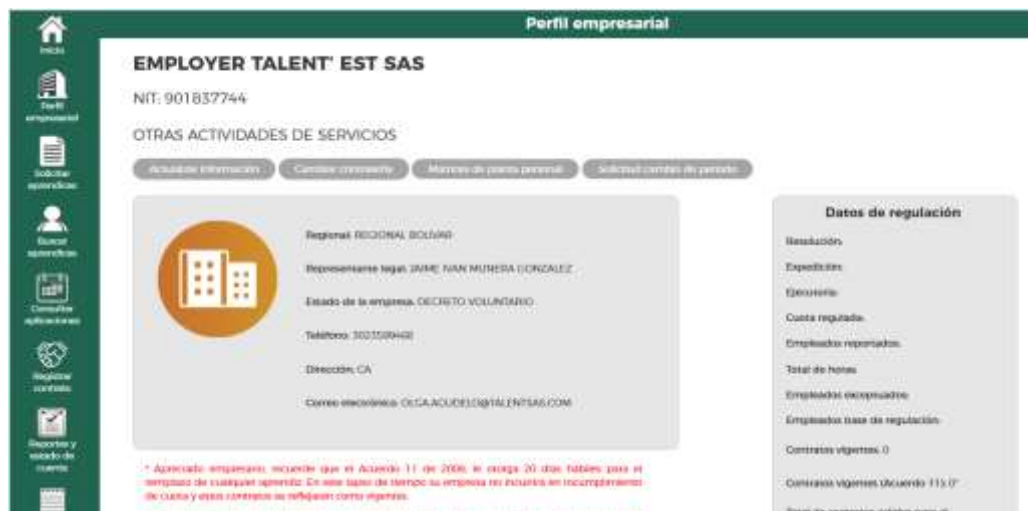 Perfil empresarial
Inicio
Perfil empresarial
Solicitar aprendices
Buscar aprendices
Consultar aplicaciones
Registrar contrato
Reportes y estado de cuenta
EMPLOYER TALENT' EST SAS
NIT: 901837744
OTRAS ACTIVIDADES DE SERVICIOS
Actualizar información
Cambiar contraseña
Manejo de planta personal
Solicitud cambio de periodo
Regional: REGIONAL BOLIVAR
Representante legal: JAIME IVAN MUNERA GONZALEZ
Estado de la empresa: DECRETO VOLUNTARIO
Teléfono:
Dirección: CA
Correo electrónico: OLGA.AGUDELO@TALENTSAS.COM
* Apreciado empresario, recuerde que el Acuerdo 11 de 2008, le otorga 20 días hábiles para el
reemplazo de cualquier aprendiz. En este lapso de tiempo su empresa no incurrirá en incumplimiento
de cuota y estos contratos se reflejarán como vigentes.
Datos de regulación
Resolución:
Expedición:
Ejecutoria:
Cuota regulada:
Empleados reportados:
Total de horas:
Empleados exceptuados:
Empleados base de regulación:
Contratos vigentes: 0
Contratos vigentes (Acuerdo 11): 0*